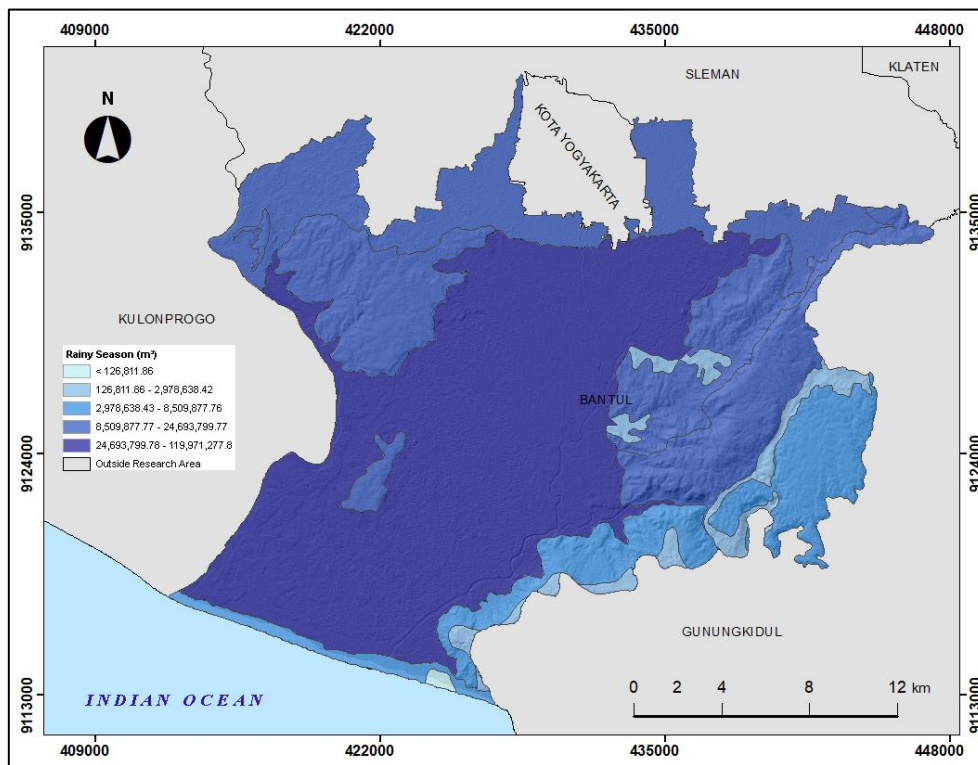 409000 422000 435000 448000
KLATEN
SLEMAN
N
KOTA YOGYAKARTA
9135000 9135000
KULONPROGO
Rainy Season (m³)
< 126,811.86
126,811.86 - 2,978,638.42
2,978,638.43 - 8,509,877.76
8,509,877.77 - 24,693,799.77
24,693,799.78 - 119,971,277.8
Outside Research Area
BANTUL
9124000 9124000
GUNUNGKIDUL
INDIAN OCEAN
0 2 4 8 12 km
9113000 9113000
409000 422000 435000 448000